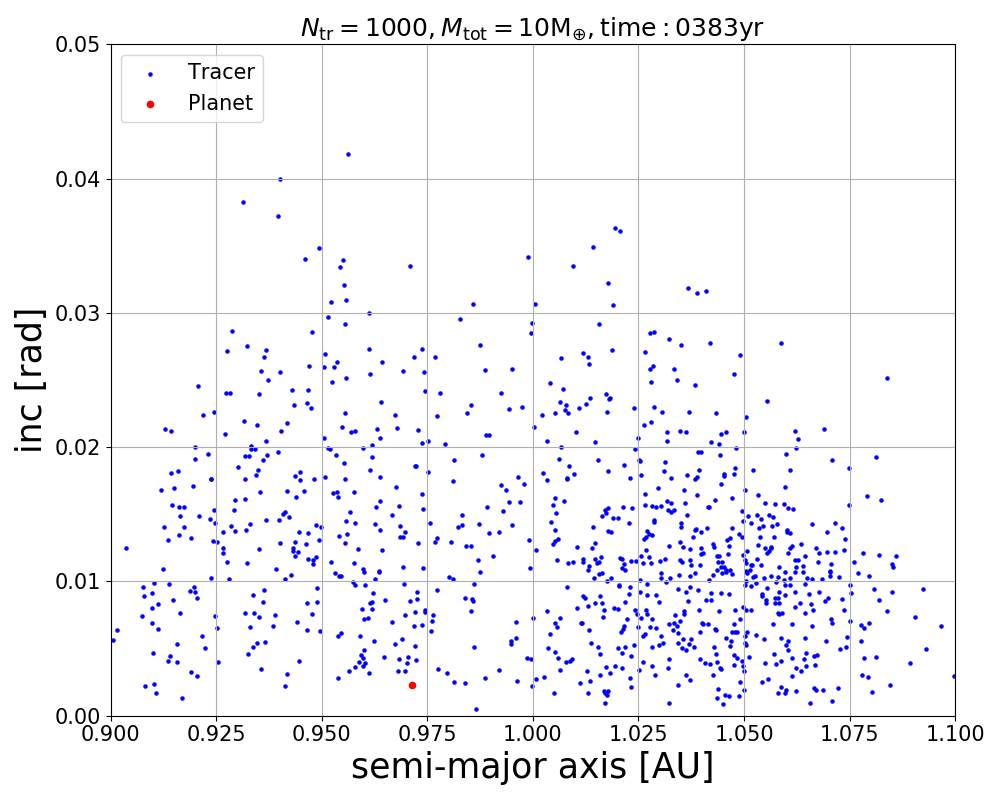 N_tr = 1000, M_tot = 10M_⊕, time : 0383yr
0.05
Tracer
Planet
0.04
0.03
inc [rad]
0.02
0.01
0.00
0.900 0.925 0.950 0.975 1.000 1.025 1.050 1.075 1.100
semi-major axis [AU]